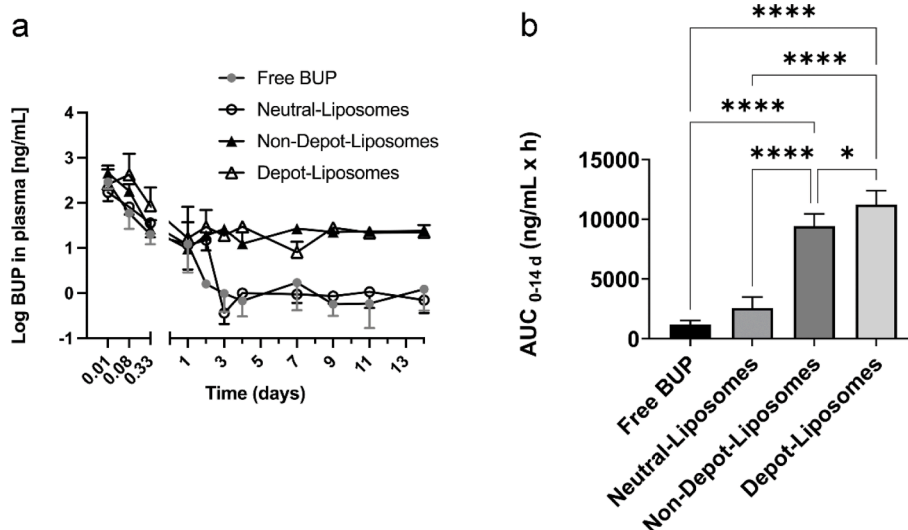 a
Log BUP in plasma [ng/mL]
4
3
2
1
0
-1
Free BUP
Neutral-Liposomes
Non-Depot-Liposomes
Depot-Liposomes
0.01
0.08
0.33
1
3
5
7
9
11
13
Time (days)
b
****
****
****
**** *
AUC 0-14 d (ng/mL x h)
15000
10000
5000
0
Free BUP
Neutral-Liposomes
Non-Depot-Liposomes
Depot-Liposomes